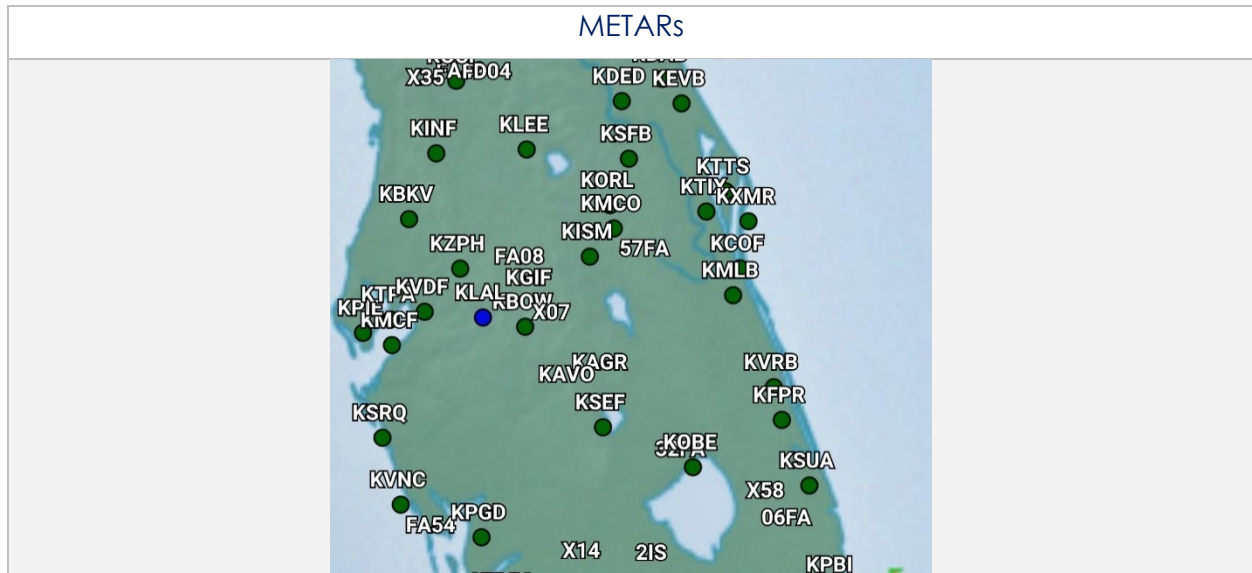 METARs
X35
KDED
KEVB
KINF
KLEE
KSFB
KTTS
KORL
KTIX
KXMR
KBKV
KMCO
KISM
KCOF
KZPH
FA08
57FA
KMLB
KGIF
KVDF
KLAL
KTPA
KBOW
KPIE
X07
KMCF
KAGR
KVRB
KAVO
KSEF
KFPR
KSRQ
KOBE
KSUA
KVNC
X58
KPGD
06FA
FA54
X14
2IS
KPBI